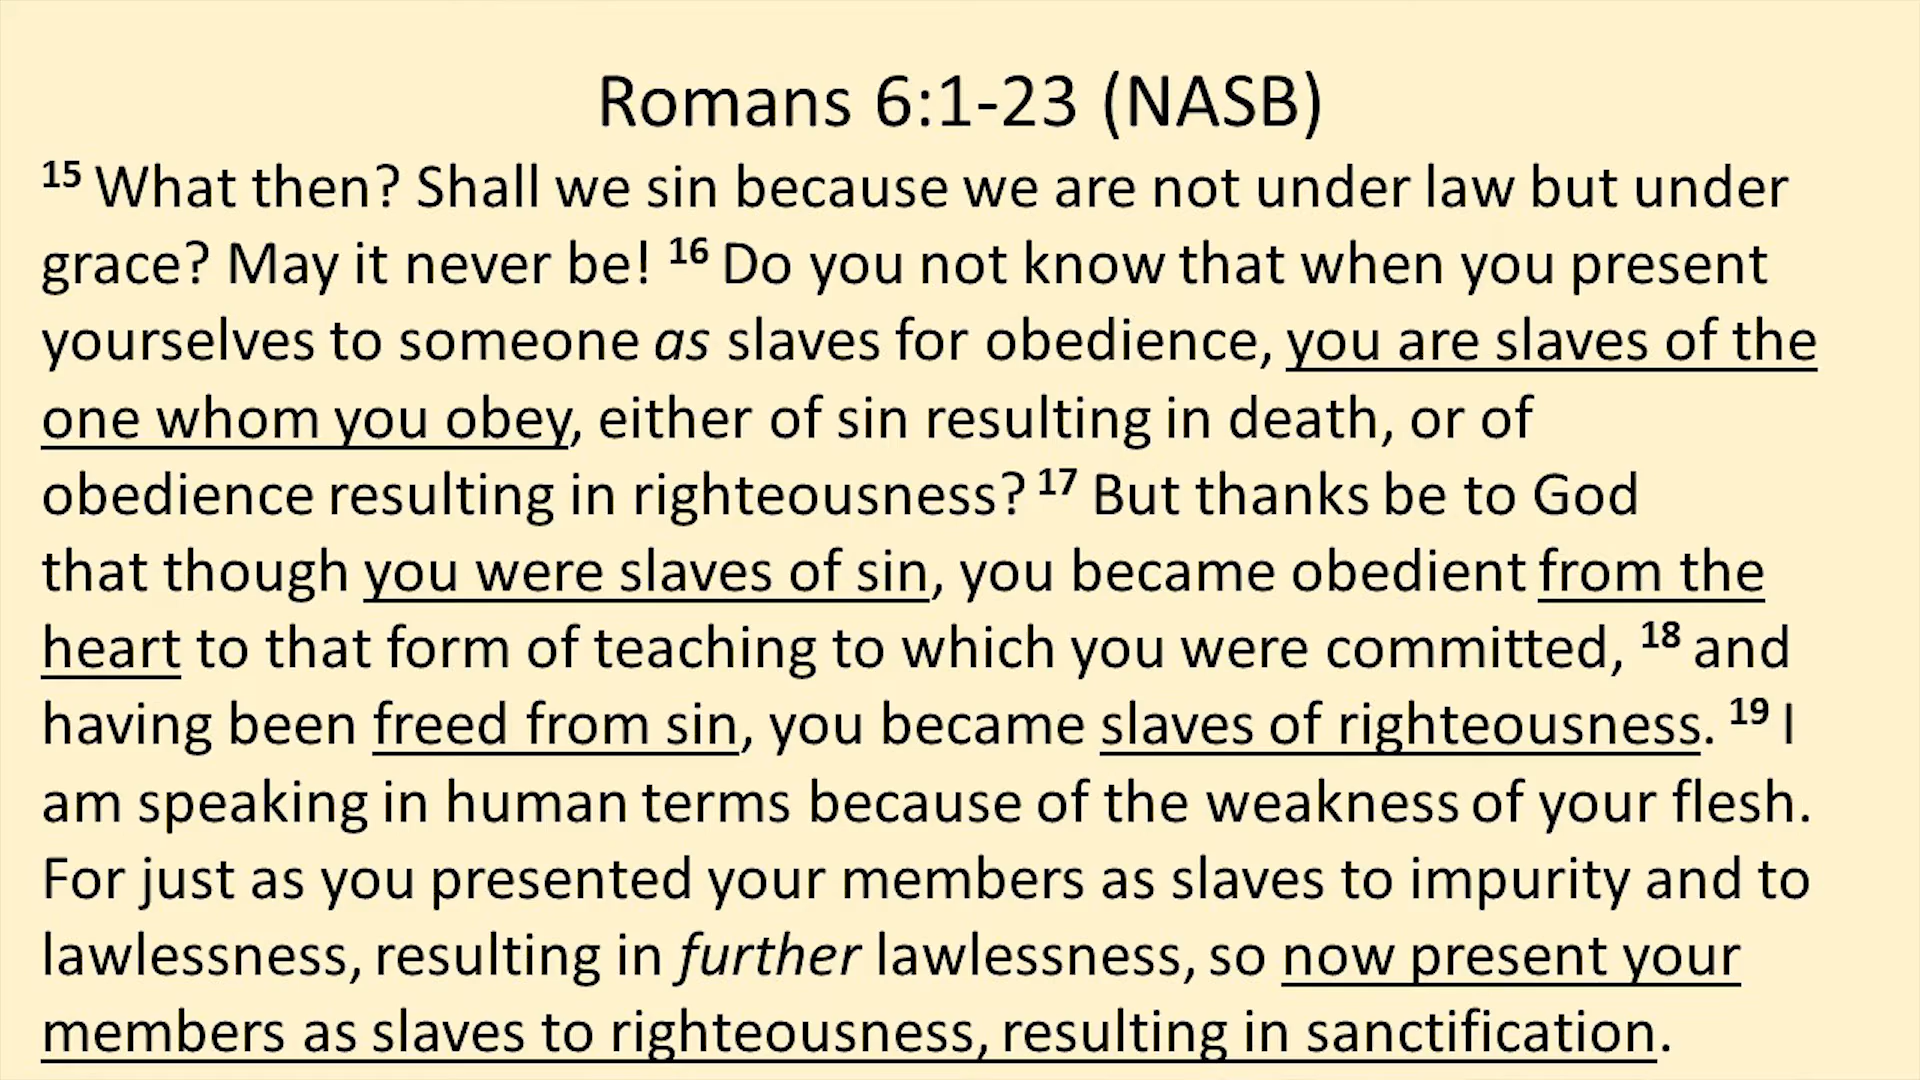 Romans 6:1-23 (NASB)
15 What then? Shall we sin because we are not under law but under
grace? May it never be! 16 Do you not know that when you present
yourselves to someone as slaves for obedience, you are slaves of the
one whom you obey, either of sin resulting in death, or of
obedience resulting in righteousness? 17 But thanks be to God
that though you were slaves of sin, you became obedient from the
heart to that form of teaching to which you were committed, 18 and
having been freed from sin, you became slaves of righteousness. 19 I
am speaking in human terms because of the weakness of your flesh.
For just as you presented your members as slaves to impurity and to
lawlessness, resulting in further lawlessness, so now present your
members as slaves to righteousness, resulting in sanctification.